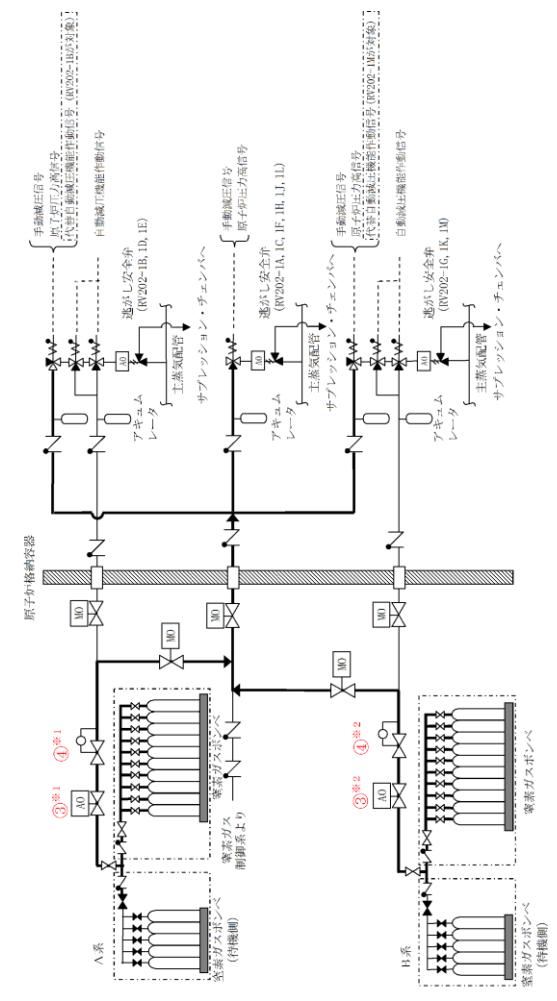 手動減圧信号
原子炉圧力高信号
代替自動減圧機能作動信号 (RV202-1Bが対象)
自動減圧機能作動信号
逃がし安全弁
(RV202-1B, 1D, 1E)
AO
主蒸気配管
サプレッション・チェンバへ
アキュム
レータ
手動減圧信号
原子炉圧力高信号
逃がし安全弁
(RV202-1A, 1C, 1F, 1H, 1J, 1L)
AO
主蒸気配管
サプレッション・チェンバへ
アキュム
レータ
手動減圧信号
原子炉圧力高信号
代替自動減圧機能作動信号 (RV202-1Mが対象)
自動減圧機能作動信号
逃がし安全弁
(RV202-1G, 1K, 1M)
AO
主蒸気配管
サプレッション・チェンバへ
アキュム
レータ
原子炉格納容器
MO
MO
MO
MO
MO
④※1
③※1
AO
窒素ガスボンベ
A系
窒素ガスボンベ
(待機側)
窒素ガス
制御系より
④※2
③※2
AO
窒素ガスボンベ
B系
窒素ガスボンベ
(待機側)